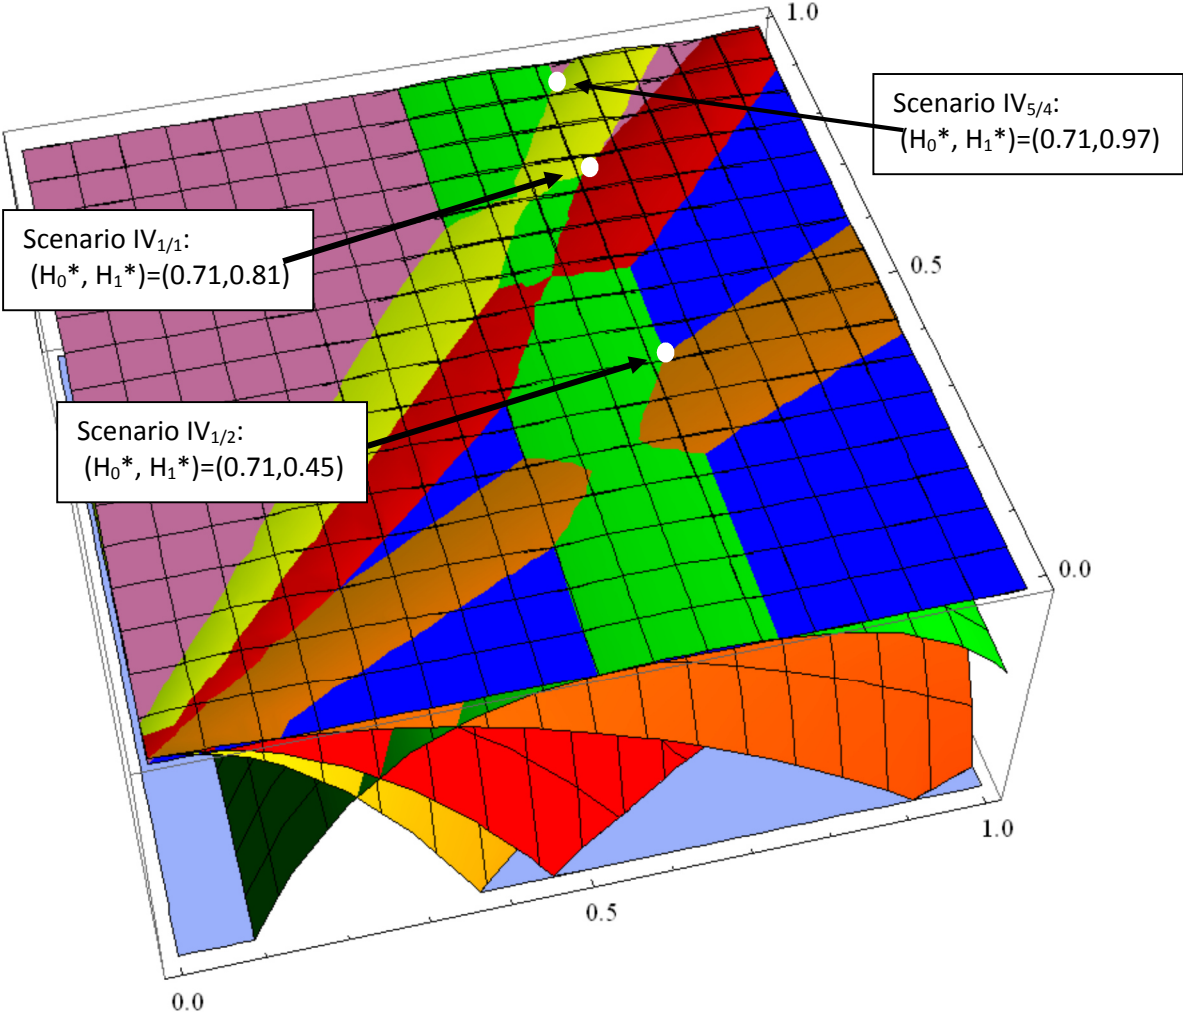 1.0
Scenario IV5/4:
(H0*, H1*)=(0.71,0.97)
Scenario IV1/1:
(H0*, H1*)=(0.71,0.81)
0.5
Scenario IV1/2:
(H0*, H1*)=(0.71,0.45)
0.0
1.0
0.5
0.0